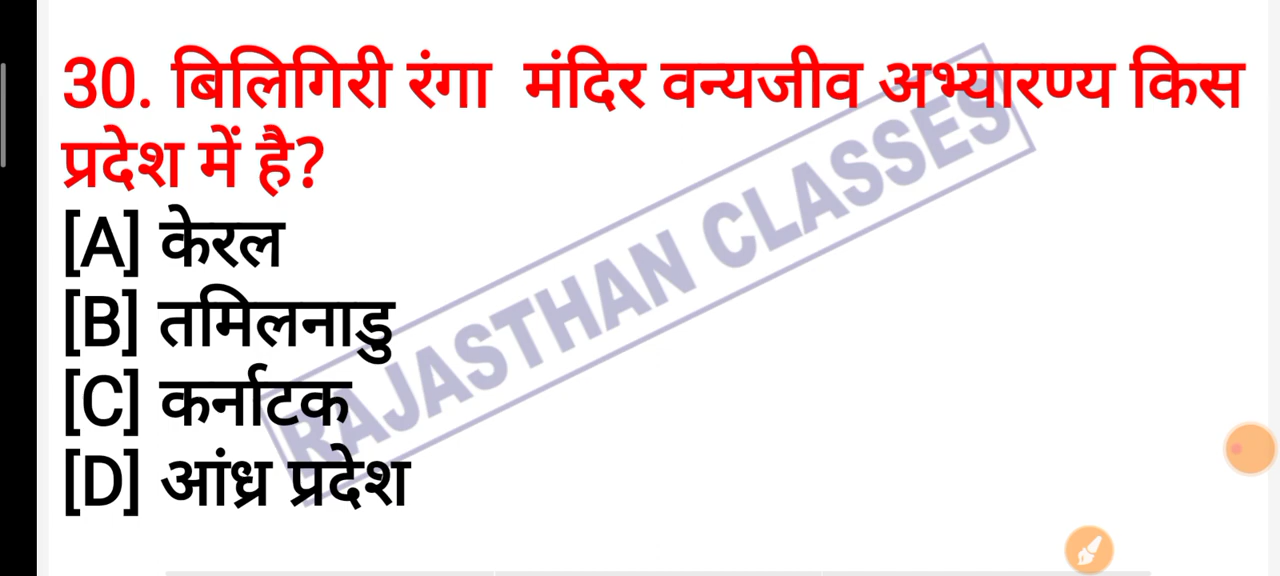 30. बिलिगिरी रंगा मंदिर वन्यजीव अभ्यारण्य किस
प्रदेश में है?
[A] केरल
[B] तमिलनाडु
[C] कर्नाटक
[D] आंध्र प्रदेश
RAJASTHAN CLASSES